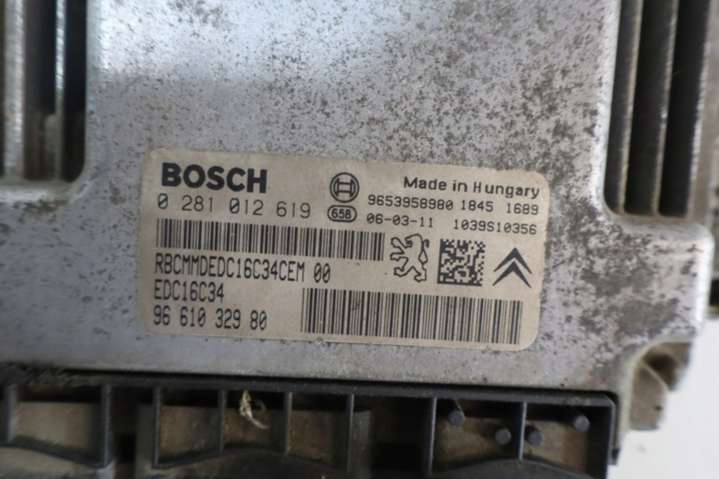 BOSCH
Made in Hungary
0 281 012 619
9653958980 1845 1689
658 06-03-11 1039S10356
RBCMMDEDC16C34CEM 00
EDC16C34
96 610 329 80